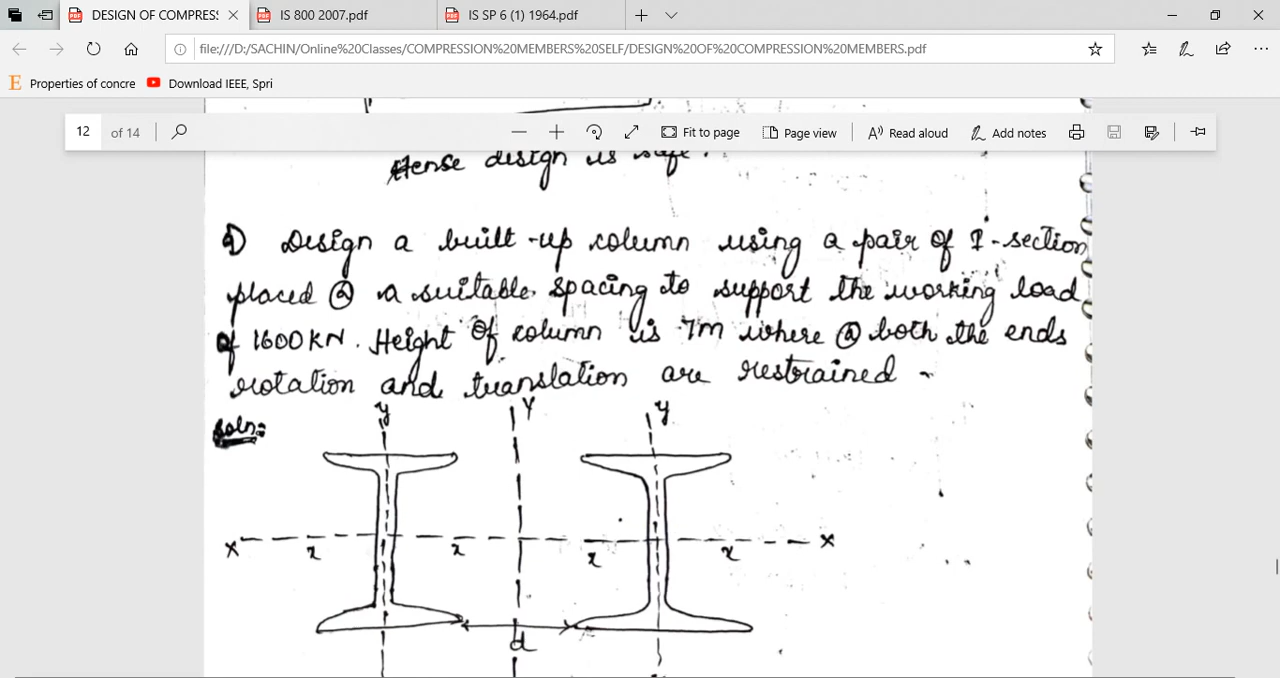 DESIGN OF COMPRESS
IS 800 2007.pdf
IS SP 6 (1) 1964.pdf
file:///D:/SACHIN/Online%20Classes/COMPRESSION%20MEMBERS%20SELF/DESIGN%20OF%20COMPRESSION%20MEMBERS.pdf
Properties of concre
Download IEEE, Spri
12 of 14
Fit to page
Page view
Read aloud
Add notes
Hense design is safe.
Q) Design a built-up column using a pair of I-section
placed @ a suitable spacing to support the working load
of 1600KN. Height of column is 7m where @ both the ends
rotation and translation are restrained -
Soln:
y Y y
x x x x x x
d